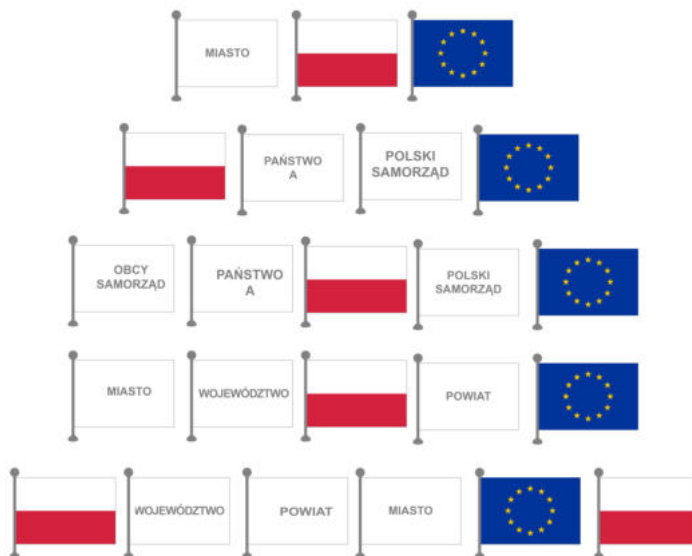 MIASTO
PAŃSTWO
A
POLSKI
SAMORZĄD
OBCY
SAMORZĄD
PAŃSTWO
A
POLSKI
SAMORZĄD
MIASTO
WOJEWÓDZTWO
POWIAT
WOJEWÓDZTWO
POWIAT
MIASTO